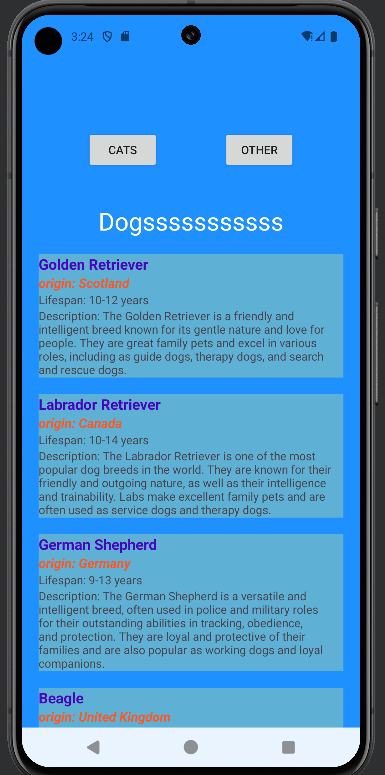 3:24
CATS
OTHER
Dogsssssssssss
Golden Retriever
origin: Scotland
Lifespan: 10-12 years
Description: The Golden Retriever is a friendly and
intelligent breed known for its gentle nature and love for
people. They are great family pets and excel in various
roles, including as guide dogs, therapy dogs, and search
and rescue dogs.
Labrador Retriever
origin: Canada
Lifespan: 10-14 years
Description: The Labrador Retriever is one of the most
popular dog breeds in the world. They are known for their
friendly and outgoing nature, as well as their intelligence
and trainability. Labs make excellent family pets and are
often used as service dogs and therapy dogs.
German Shepherd
origin: Germany
Lifespan: 9-13 years
Description: The German Shepherd is a versatile and
intelligent breed, often used in police and military roles
for their outstanding abilities in tracking, obedience,
and protection. They are loyal and protective of their
families and are also popular as working dogs and loyal
companions.
Beagle
origin: United Kingdom